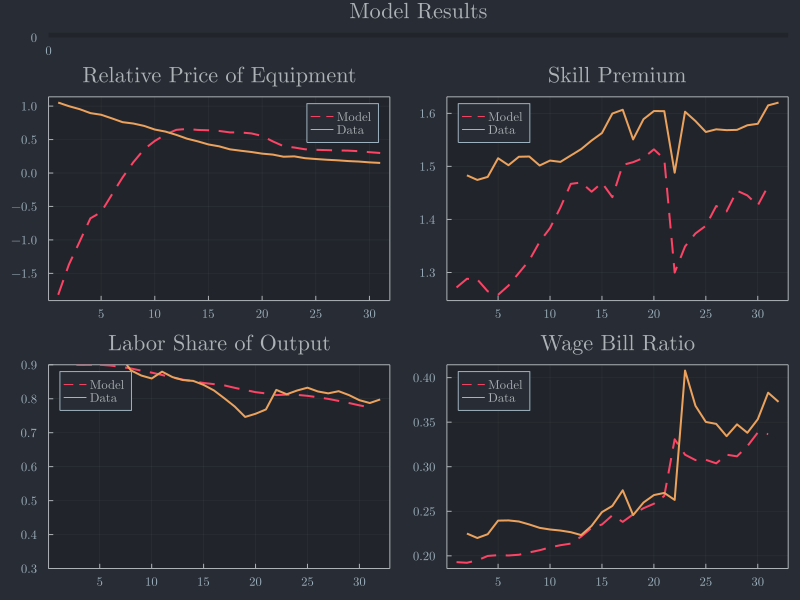 Model Results
0
0
Relative Price of Equipment
1.0
0.5
0.0
−0.5
−1.0
−1.5
5 10 15 20 25 30
Model
Data
Skill Premium
1.6
1.5
1.4
1.3
5 10 15 20 25 30
Model
Data
Labor Share of Output
0.9
0.8
0.7
0.6
0.5
0.4
0.3
5 10 15 20 25 30
Model
Data
Wage Bill Ratio
0.40
0.35
0.30
0.25
0.20
5 10 15 20 25 30
Model
Data